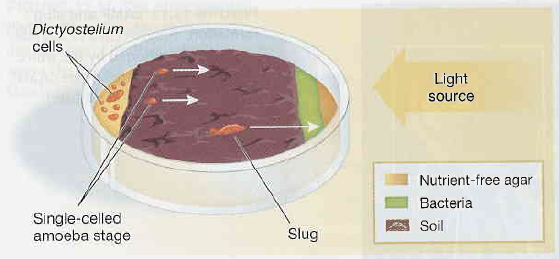 Dictyostelium
cells
Light
source
Nutrient-free agar
Bacteria
Soil
Single-celled
amoeba stage
Slug